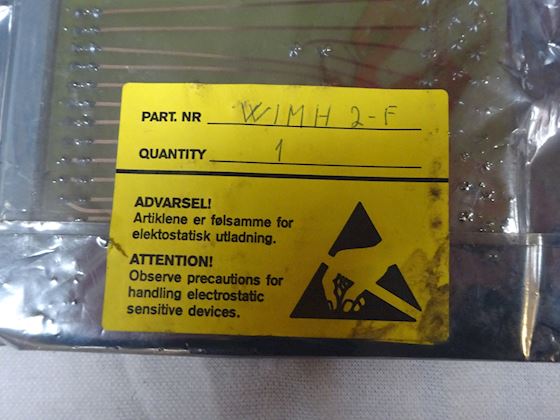 PART. NR WIMH 2-F
QUANTITY 1
ADVARSEL!
Artiklene er følsamme for
elektostatisk utladning.
ATTENTION!
Observe precautions for
handling electrostatic
sensitive devices.